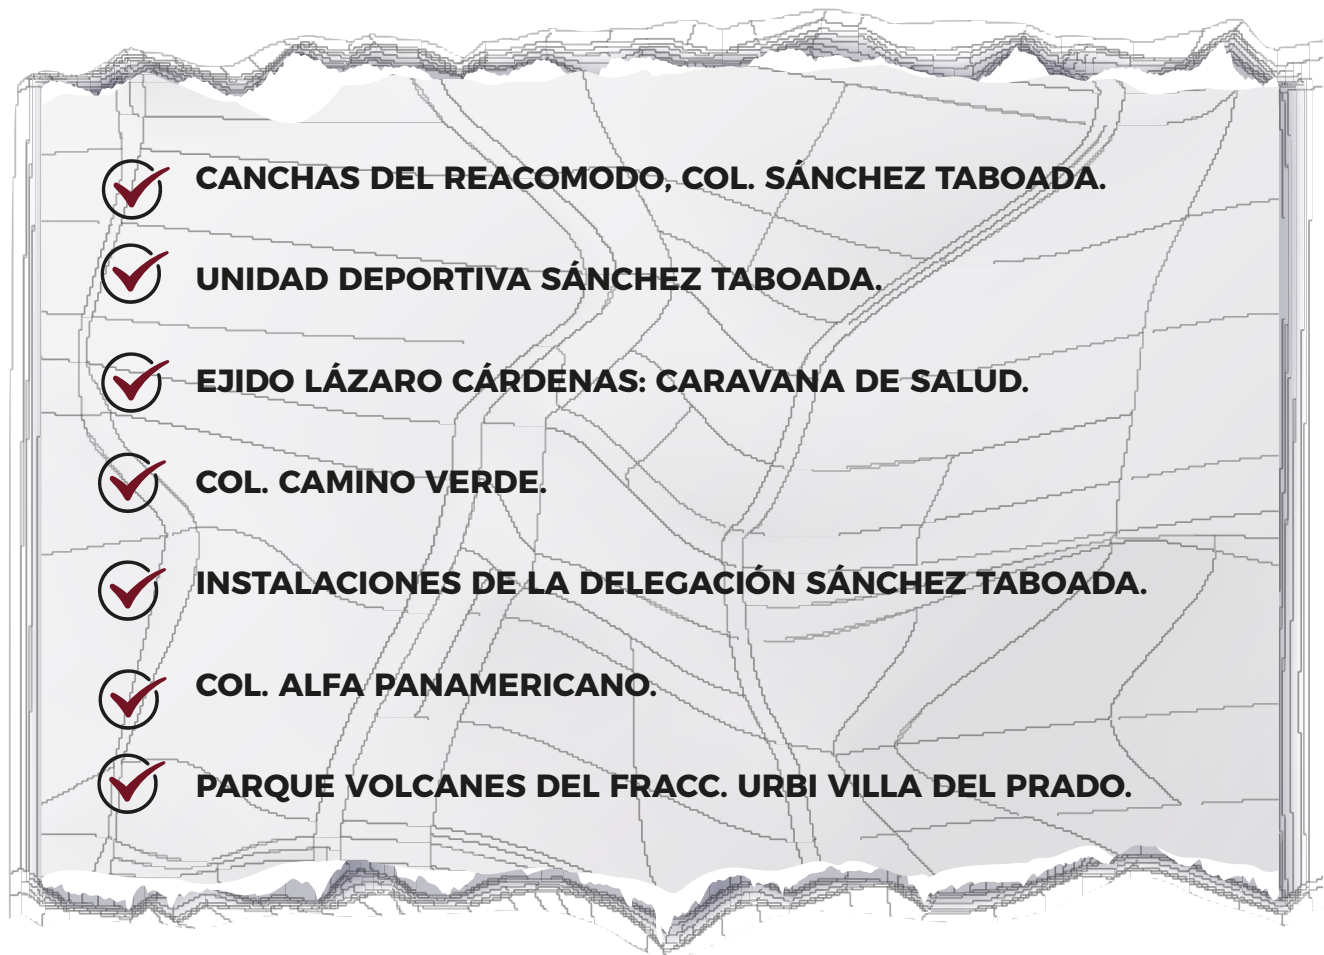 CANCHAS DEL REACOMODO, COL. SÁNCHEZ TABOADA.
UNIDAD DEPORTIVA SÁNCHEZ TABOADA.
EJIDO LÁZARO CÁRDENAS: CARAVANA DE SALUD.
COL. CAMINO VERDE.
INSTALACIONES DE LA DELEGACIÓN SÁNCHEZ TABOADA.
COL. ALFA PANAMERICANO.
PARQUE VOLCANES DEL FRACC. URBI VILLA DEL PRADO.